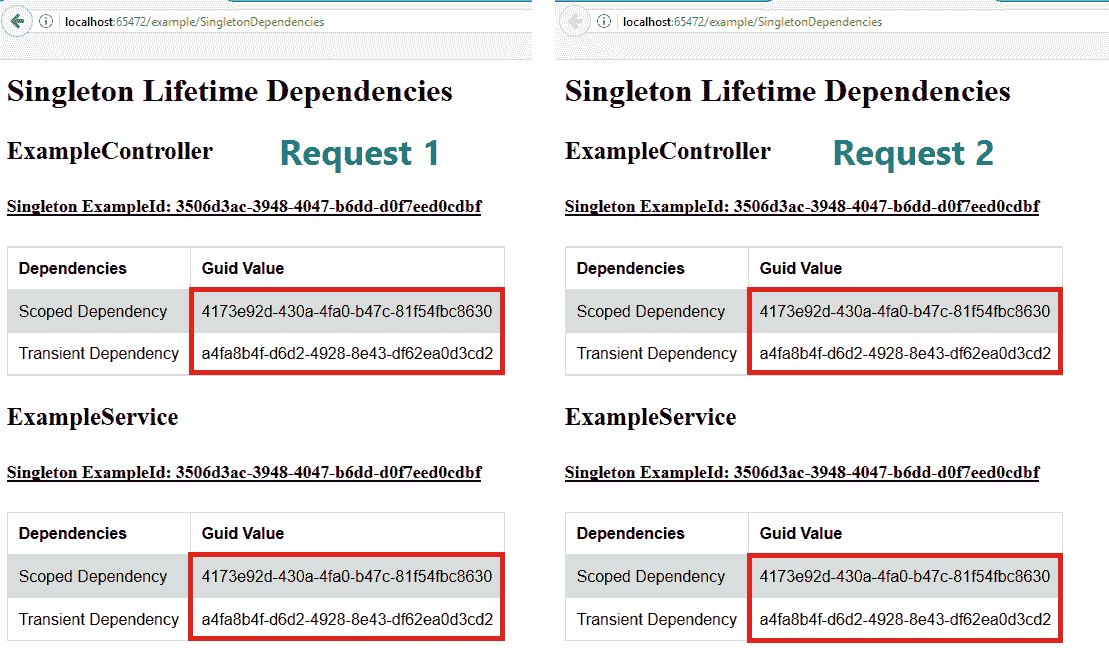 localhost:65472/example/SingletonDependencies
Singleton Lifetime Dependencies
ExampleController
Request 1
Singleton ExampleId: 3506d3ac-3948-4047-b6dd-d0f7eed0cdbf
Dependencies Guid Value
Scoped Dependency 4173e92d-430a-4fa0-b47c-81f54fbc8630
Transient Dependency a4fa8b4f-d6d2-4928-8e43-df62ea0d3cd2
ExampleService
Singleton ExampleId: 3506d3ac-3948-4047-b6dd-d0f7eed0cdbf
Dependencies Guid Value
Scoped Dependency 4173e92d-430a-4fa0-b47c-81f54fbc8630
Transient Dependency a4fa8b4f-d6d2-4928-8e43-df62ea0d3cd2
localhost:65472/example/SingletonDependencies
Singleton Lifetime Dependencies
ExampleController
Request 2
Singleton ExampleId: 3506d3ac-3948-4047-b6dd-d0f7eed0cdbf
Dependencies Guid Value
Scoped Dependency 4173e92d-430a-4fa0-b47c-81f54fbc8630
Transient Dependency a4fa8b4f-d6d2-4928-8e43-df62ea0d3cd2
ExampleService
Singleton ExampleId: 3506d3ac-3948-4047-b6dd-d0f7eed0cdbf
Dependencies Guid Value
Scoped Dependency 4173e92d-430a-4fa0-b47c-81f54fbc8630
Transient Dependency a4fa8b4f-d6d2-4928-8e43-df62ea0d3cd2